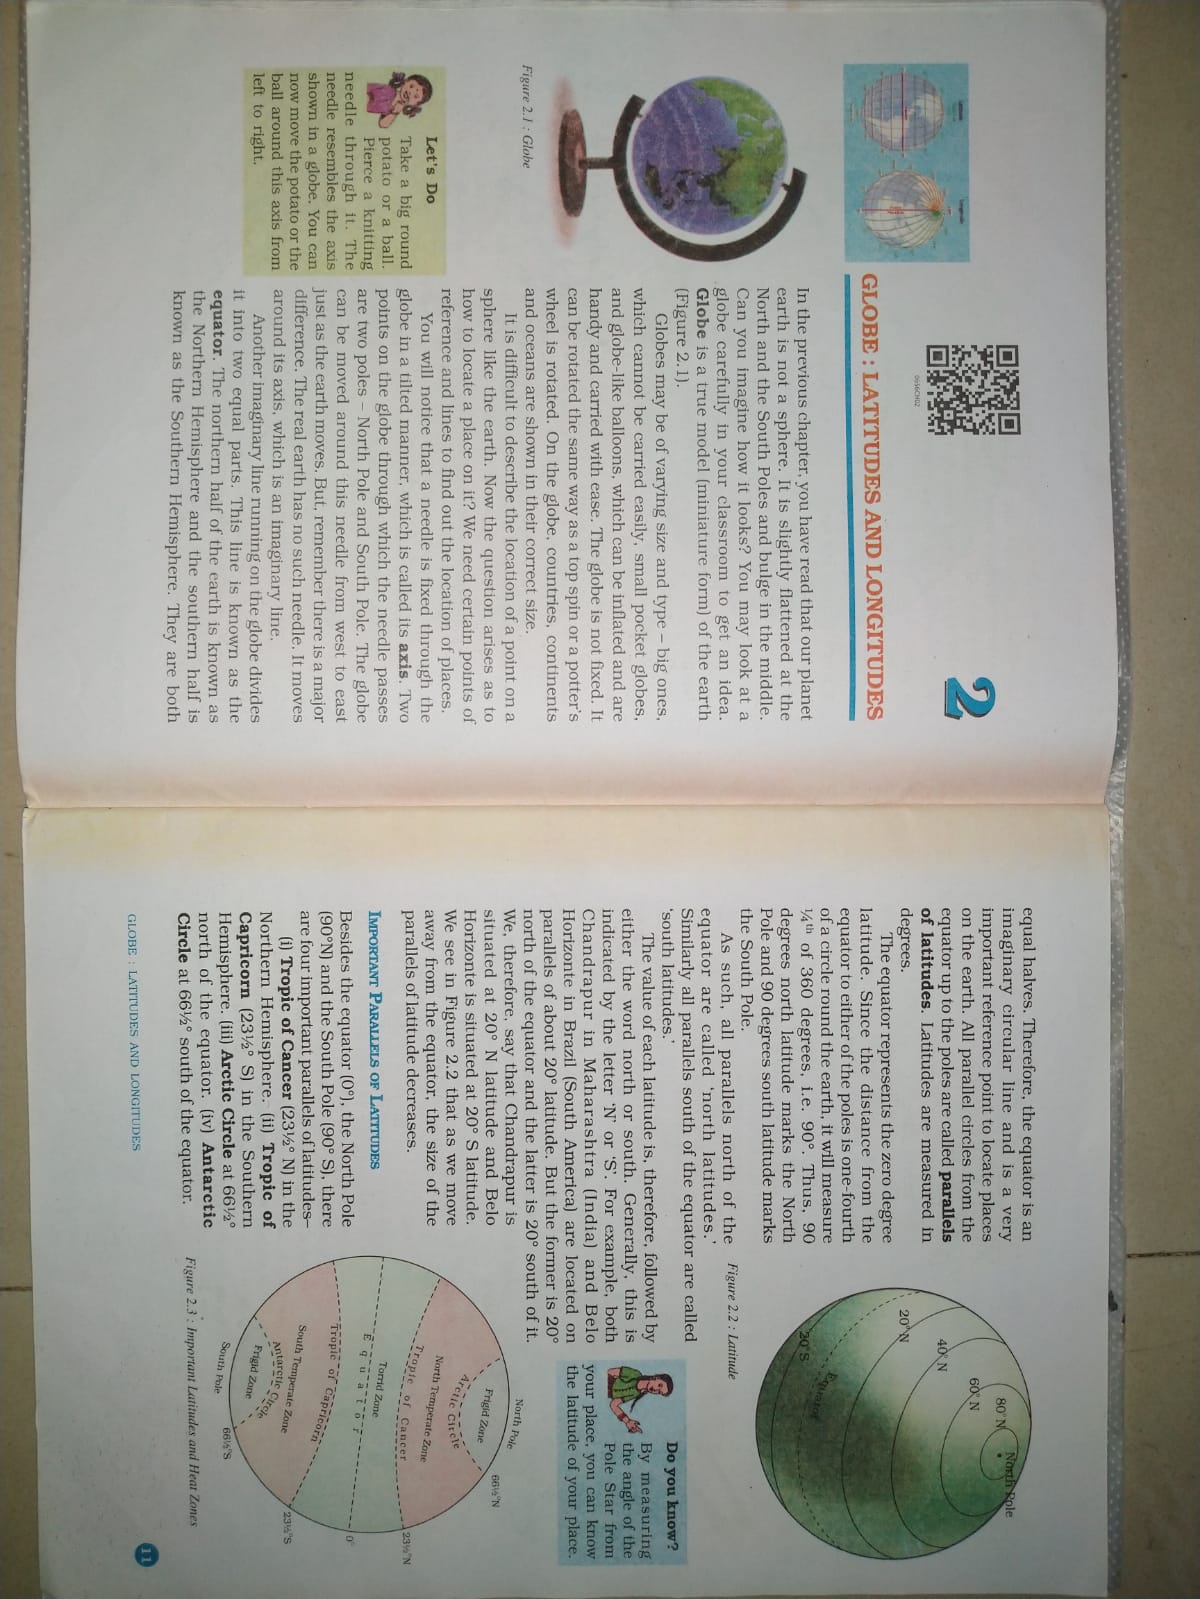 2
0656CH02
Latitude
Longitude
GLOBE : LATITUDES AND LONGITUDES
In the previous chapter, you have read that our planet
earth is not a sphere. It is slightly flattened at the
North and the South Poles and bulge in the middle.
Can you imagine how it looks? You may look at a
globe carefully in your classroom to get an idea.
Globe is a true model (miniature form) of the earth
(Figure 2.1).
Globes may be of varying size and type – big ones,
which cannot be carried easily, small pocket globes,
and globe-like balloons, which can be inflated and are
handy and carried with ease. The globe is not fixed. It
can be rotated the same way as a top spin or a potter's
wheel is rotated. On the globe, countries, continents
and oceans are shown in their correct size.
It is difficult to describe the location of a point on a
sphere like the earth. Now the question arises as to
how to locate a place on it? We need certain points of
reference and lines to find out the location of places.
You will notice that a needle is fixed through the
globe in a tilted manner, which is called its axis. Two
points on the globe through which the needle passes
are two poles – North Pole and South Pole. The globe
can be moved around this needle from west to east
just as the earth moves. But, remember there is a major
difference. The real earth has no such needle. It moves
around its axis, which is an imaginary line.
Another imaginary line running on the globe divides
it into two equal parts. This line is known as the
equator. The northern half of the earth is known as
the Northern Hemisphere and the southern half is
known as the Southern Hemisphere. They are both
Figure 2.1 : Globe
Let's Do
Take a big round
potato or a ball.
Pierce a knitting
needle through it. The
needle resembles the axis
shown in a globe. You can
now move the potato or the
ball around this axis from
left to right.
equal halves. Therefore, the equator is an
imaginary circular line and is a very
important reference point to locate places
on the earth. All parallel circles from the
equator up to the poles are called parallels
of latitudes. Latitudes are measured in
degrees.
The equator represents the zero degree
latitude. Since the distance from the
equator to either of the poles is one-fourth
of a circle round the earth, it will measure
¼th of 360 degrees, i.e. 90°. Thus, 90
degrees north latitude marks the North
Pole and 90 degrees south latitude marks
the South Pole.
As such, all parallels north of the
equator are called 'north latitudes.'
Similarly all parallels south of the equator are called
'south latitudes.'
The value of each latitude is, therefore, followed by
either the word north or south. Generally, this is
indicated by the letter 'N' or 'S'. For example, both
Chandrapur in Maharashtra (India) and Belo
Horizonte in Brazil (South America) are located on
parallels of about 20° latitude. But the former is 20°
north of the equator and the latter is 20° south of it.
We, therefore, say that Chandrapur is
situated at 20° N latitude and Belo
Horizonte is situated at 20° S latitude.
We see in Figure 2.2 that as we move
away from the equator, the size of the
parallels of latitude decreases.
IMPORTANT PARALLELS OF LATITUDES
Besides the equator (0°), the North Pole
(90°N) and the South Pole (90° S), there
are four important parallels of latitudes–
(i) Tropic of Cancer (23½° N) in the
Northern Hemisphere. (ii) Tropic of
Capricorn (23½° S) in the Southern
Hemisphere. (iii) Arctic Circle at 66½°
north of the equator. (iv) Antarctic
Circle at 66½° south of the equator.
North Pole
80° N
60° N
40° N
20° N
Equator
20° S
Figure 2.2 : Latitude
Do you know?
By measuring
the angle of the
Pole Star from
your place, you can know
the latitude of your place.
North Pole
66½°N
Frigid Zone
Arctic Circle
North Temperate Zone
Tropic of Cancer
23½°N
Torrid Zone
Equator
0°
Tropic of Capricorn
South Temperate Zone
23½°S
Antarctic Circle
Frigid Zone
66½°S
South Pole
Figure 2.3 : Important Latitudes and Heat Zones
GLOBE : LATITUDES AND LONGITUDES
11